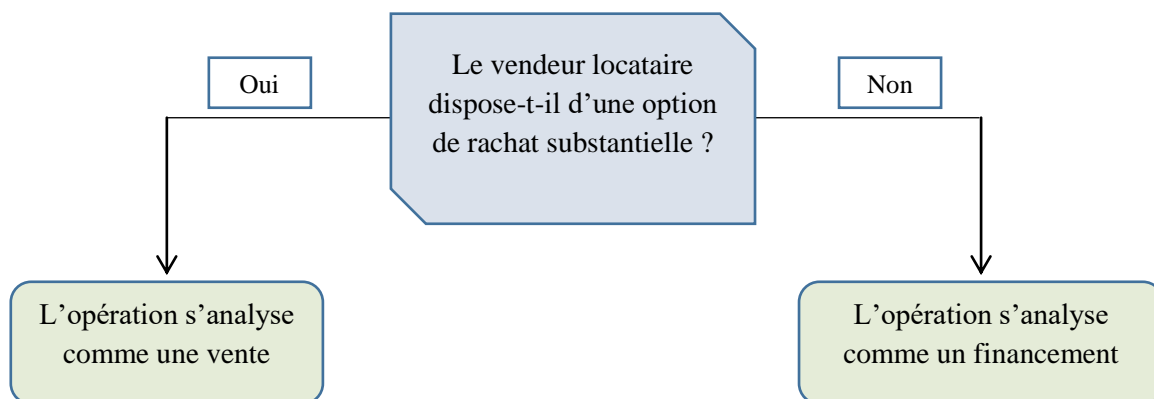 Le vendeur locataire
dispose-t-il d’une option
de rachat substantielle ?
Oui
Non
L’opération s’analyse
comme une vente
L’opération s’analyse
comme un financement